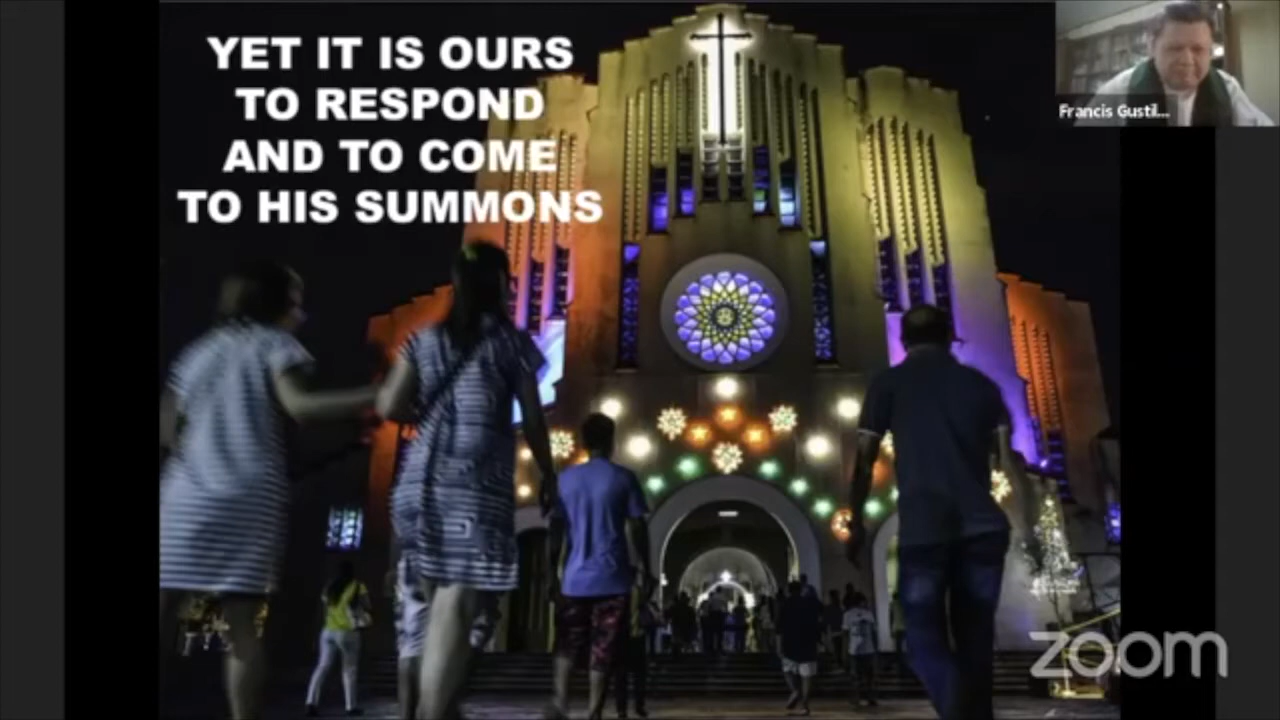 YET IT IS OURS
TO RESPOND
AND TO COME
TO HIS SUMMONS
Francis Gustil...
zoom